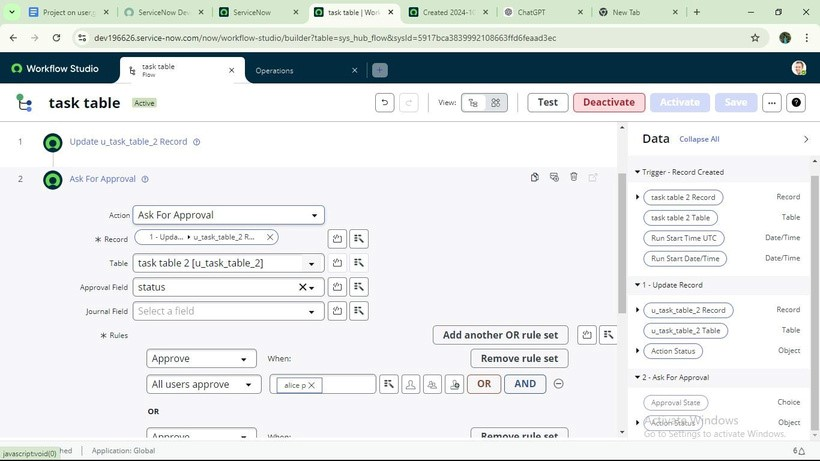 Project on user.
ServiceNow Dev
ServiceNow
task table | Work
Created 2024-10
ChatGPT
New Tab
dev196626.service-now.com/now/workflow-studio/builder?table=sys_hub_flow&sysId=5917bca3839992108663ffd6feaad3ec
Workflow Studio
task table
Flow
Operations
task table Active
View:
Test
Deactivate
Activate
Save
1 Update u_task_table_2 Record
2 Ask For Approval
Action Ask For Approval
* Record 1 - Upda... ▸ u_task_table_2 R...
Table task table 2 [u_task_table_2]
Approval Field status
Journal Field Select a field
* Rules Add another OR rule set
Approve When: Remove rule set
All users approve alice p OR AND
OR
Approve When: Remove rule set
Data Collapse All
Trigger - Record Created
task table 2 Record Record
task table 2 Table Table
Run Start Time UTC Date/Time
Run Start Date/Time Date/Time
1 - Update Record
u_task_table_2 Record Record
u_task_table_2 Table Table
Action Status Object
2 - Ask For Approval
Approval State Choice
Action Status Object
Activate Windows
Go to Settings to activate Windows.
javascript:void(0)
Application: Global
6